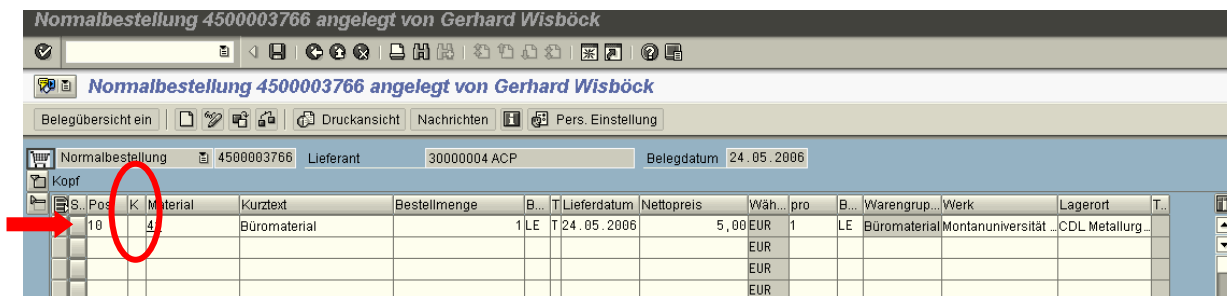 Normalbestellung 4500003766 angelegt von Gerhard Wisböck
Normalbestellung 4500003766 angelegt von Gerhard Wisböck
Belegübersicht ein Druckansicht Nachrichten Pers. Einstellung
Normalbestellung 4500003766 Lieferant 30000004 ACP Belegdatum 24.05.2006
Kopf
S.. Pos K Material Kurztext Bestellmenge B... T Lieferdatum Nettopreis Wäh... pro B... Warengrup... Werk Lagerort T..
10 Büromaterial 1 LE T 24.05.2006 5,00 EUR 1 LE Büromaterial Montanuniversität ... CDL Metallurg...
EUR
EUR
EUR